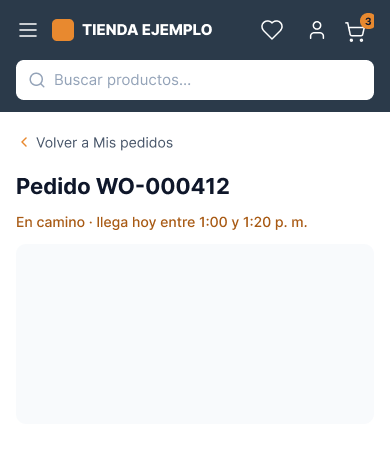 TIENDA EJEMPLO
3
Buscar productos...
Volver a Mis pedidos
Pedido WO-000412
En camino · llega hoy entre 1:00 y 1:20 p. m.